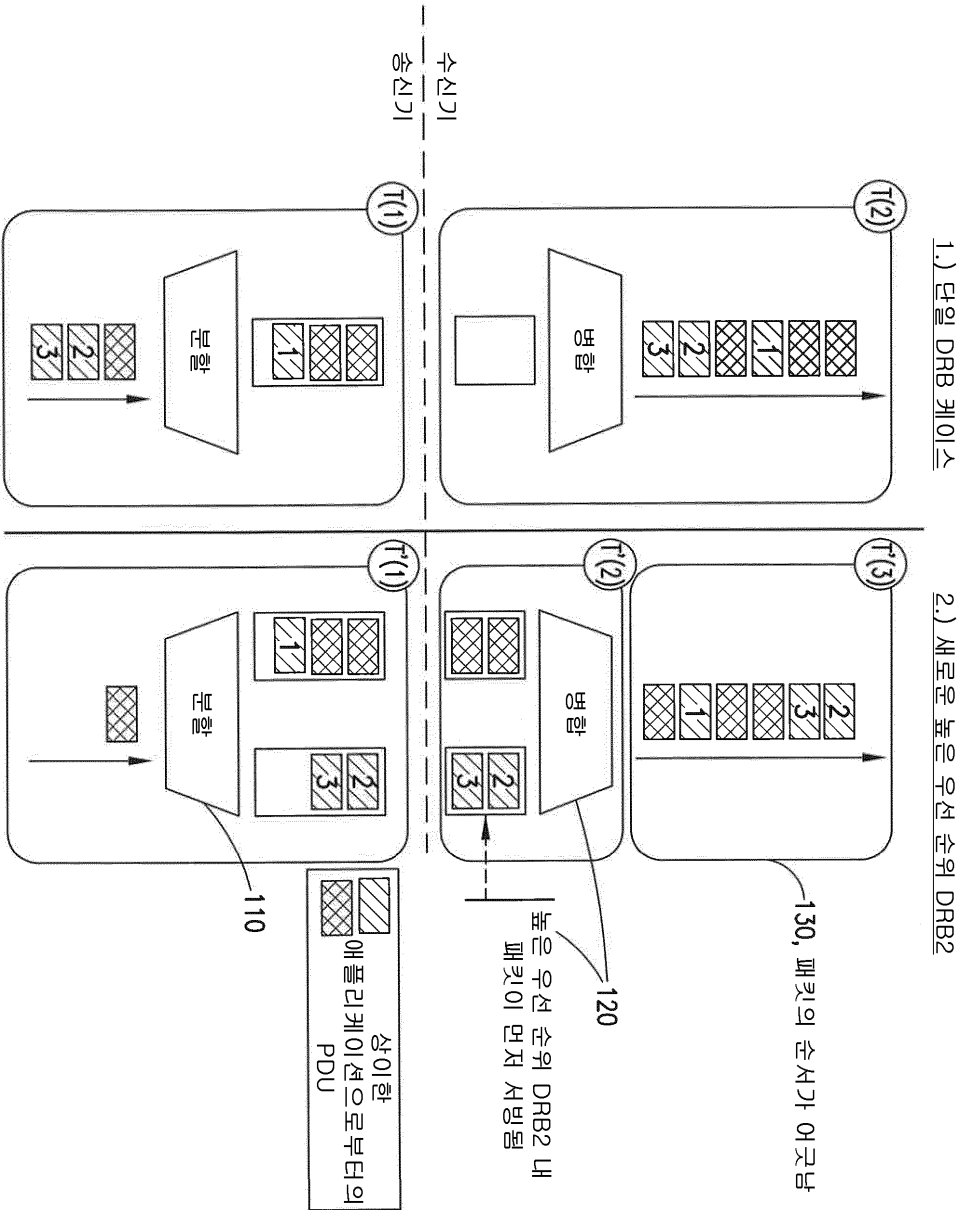 1.) 단일 DRB 케이스
2.) 새로운 높은 우선 순위 DRB2
T(2)
1
2
3
병합
수신기
송신기
T(1)
1
분할
2
3
T'(3)
2
3
1
130, 패킷의 순서가 어긋남
T'(2)
병합
2
3
120
높은 우선 순위 DRB2 내
패킷이 먼저 서빙됨
T'(1)
1
2
3
분할
110
상이한
애플리케이션으로부터의
PDU